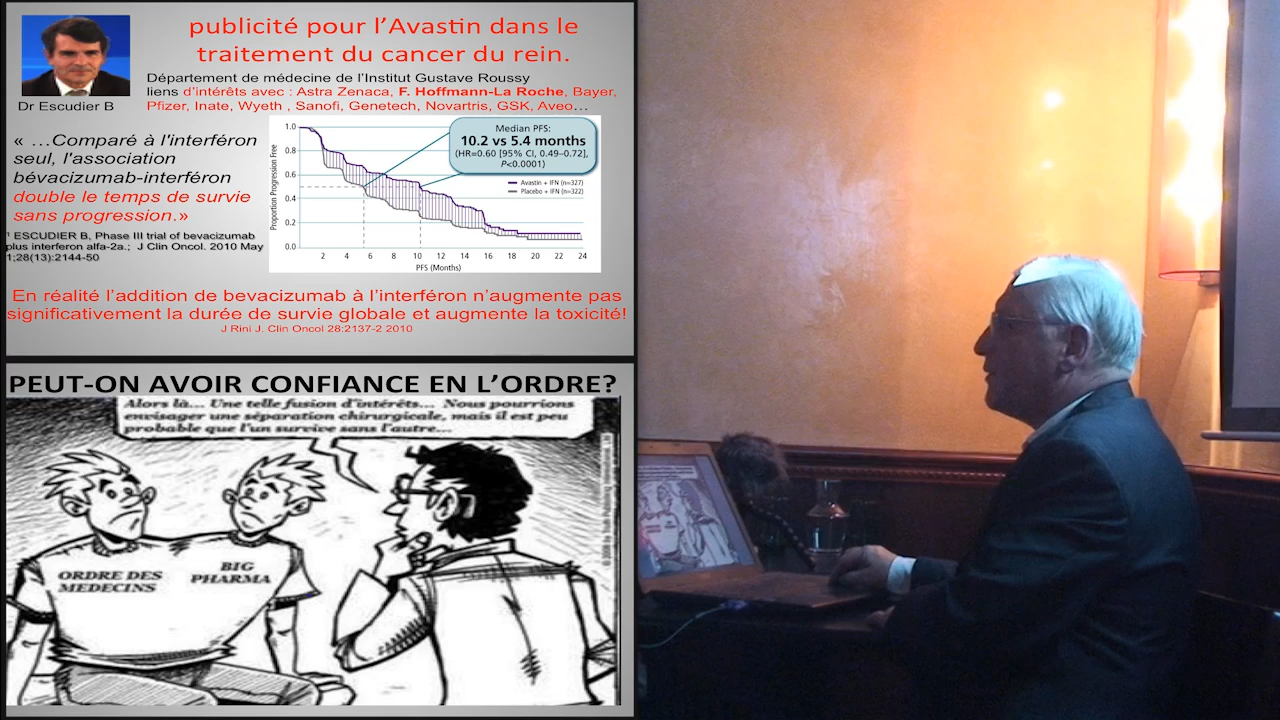 publicité pour l'Avastin dans le
traitement du cancer du rein.
Département de médecine de l'Institut Gustave Roussy
liens d'intérêts avec : Astra Zenaca, F. Hoffmann-La Roche, Bayer,
Pfizer, Inate, Wyeth , Sanofi, Genetech, Novartris, GSK, Aveo…
Dr Escudier B
« …Comparé à l'interféron
seul, l'association
bévacizumab-interféron
double le temps de survie
sans progression.»
¹ ESCUDIER B, Phase III trial of bevacizumab
plus interferon alfa-2a.; J Clin Oncol. 2010 May
1;28(13):2144-50
Proportion Progression Free
1.0
0.8
0.6
0.4
0.2
0.0
Median PFS:
10.2 vs 5.4 months
(HR=0.60 [95% CI, 0.49–0.72],
P<0.0001)
Avastin + IFN (n=327)
Placebo + IFN (n=322)
2 4 6 8 10 12 14 16 18 20 22 24
PFS (Months)
En réalité l'addition de bevacizumab à l'interféron n'augmente pas
significativement la durée de survie globale et augmente la toxicité!
J Rini J. Clin Oncol 28:2137-2 2010
PEUT-ON AVOIR CONFIANCE EN L'ORDRE?
Alors là... Une telle fusion d'intérêts... Nous pourrions
envisager une séparation chirurgicale, mais il est peu
probable que l'un survive sans l'autre...
ORDRE DES
MEDECINS
BIG
PHARMA